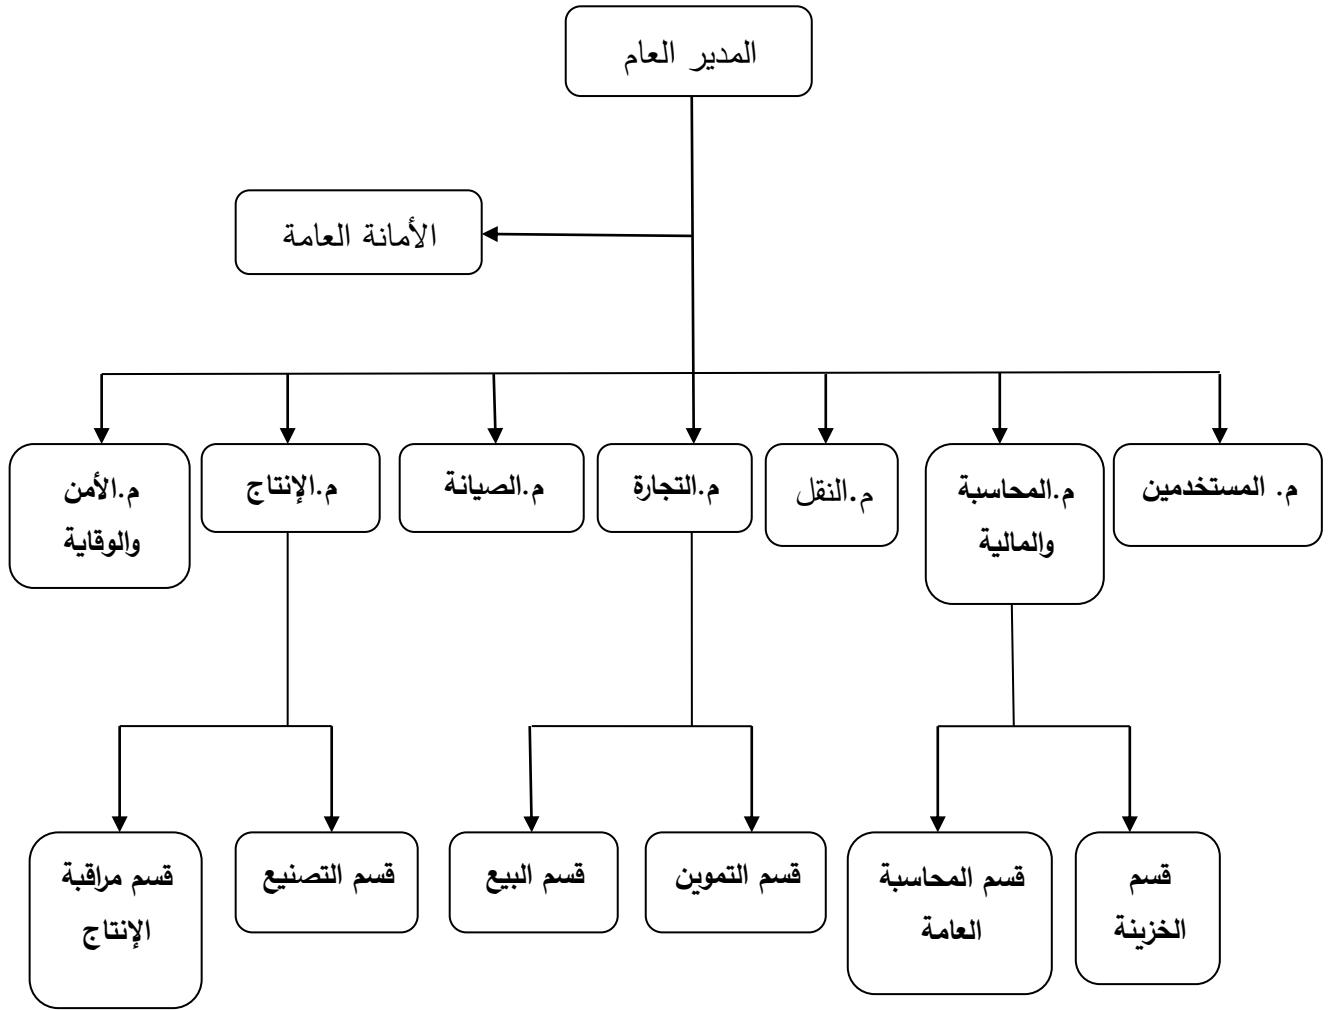 المدير العام
الأمانة العامة
م. المستخدمين
م.المحاسبة
والمالية
م.النقل
م.التجارة
م.الصيانة
م.الإنتاج
م.الأمن
والوقاية
قسم
الخزينة
قسم المحاسبة
العامة
قسم التموين
قسم البيع
قسم التصنيع
قسم مراقبة
الإنتاج